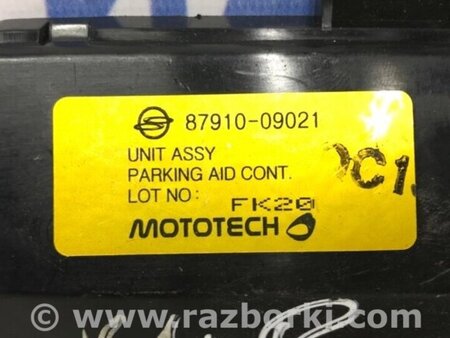 87910-09021
UNIT ASSY
PARKING AID CONT.
LOT NO: FK20
MOTOTECH
© www.razborki.com